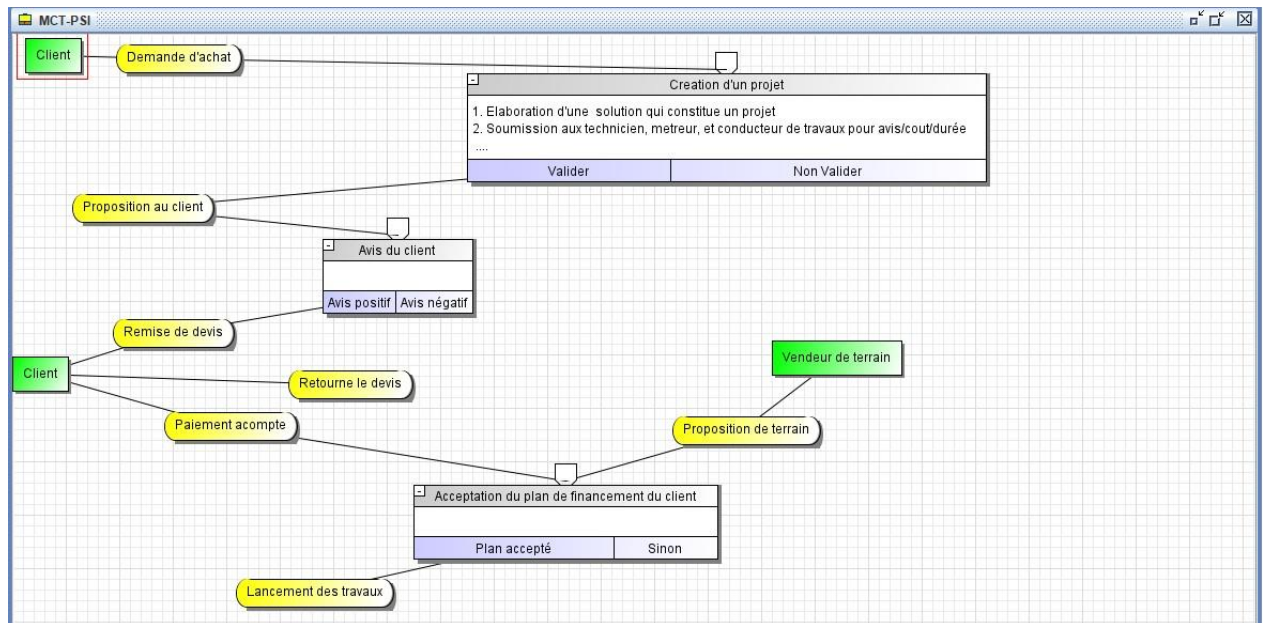 MCT-PSI
Client
Demande d'achat
Creation d'un projet
1. Elaboration d'une solution qui constitue un projet
2. Soumission aux technicien, metreur, et conducteur de travaux pour avis/cout/durée
....
Valider
Non Valider
Proposition au client
Avis du client
Avis positif
Avis négatif
Remise de devis
Vendeur de terrain
Client
Retourne le devis
Paiement acompte
Proposition de terrain
Acceptation du plan de financement du client
Plan accepté
Sinon
Lancement des travaux